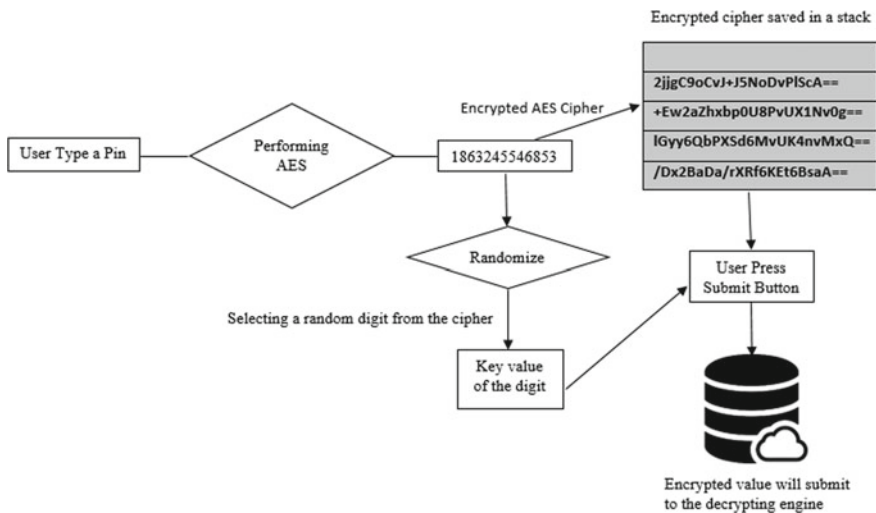 Encrypted cipher saved in a stack
2jjgC9oCvJ+J5NoDvPlScA==
Encrypted AES Cipher
+Ew2aZhxbp0U8PvUX1Nv0g==
User Type a Pin
Performing
AES
1863245546853
lGyy6QbPXSd6MvUK4nvMxQ==
/Dx2BaDa/rXRf6KEt6BsaA==
Randomize
User Press
Submit Button
Selecting a random digit from the cipher
Key value
of the digit
Encrypted value will submit
to the decrypting engine